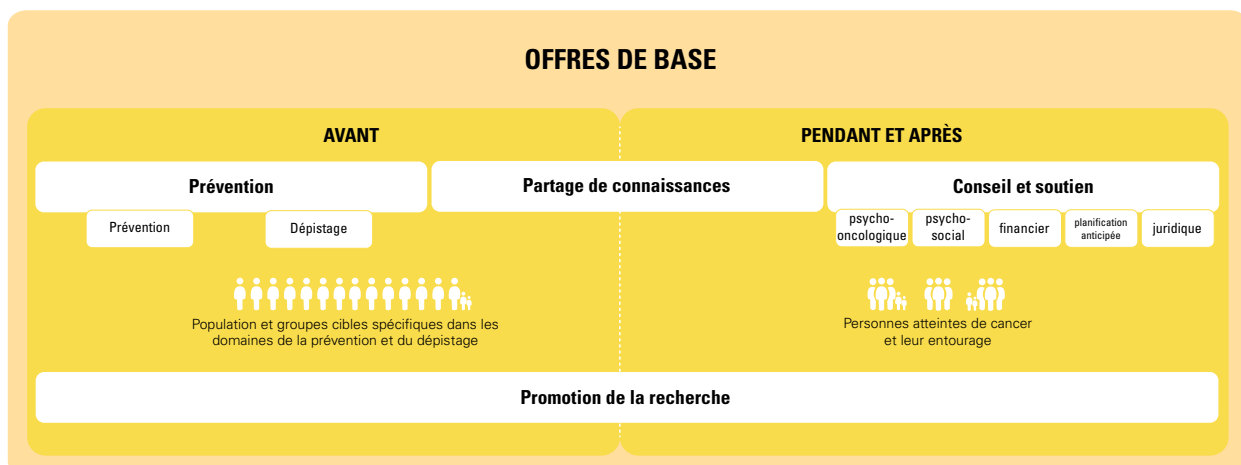 OFFRES DE BASE
AVANT
PENDANT ET APRÈS
Prévention
Partage de connaissances
Conseil et soutien
Prévention
Dépistage
psycho-
oncologique
psycho-
social
financier
planification
anticipée
juridique
Population et groupes cibles spécifiques dans les
domaines de la prévention et du dépistage
Personnes atteintes de cancer
et leur entourage
Promotion de la recherche